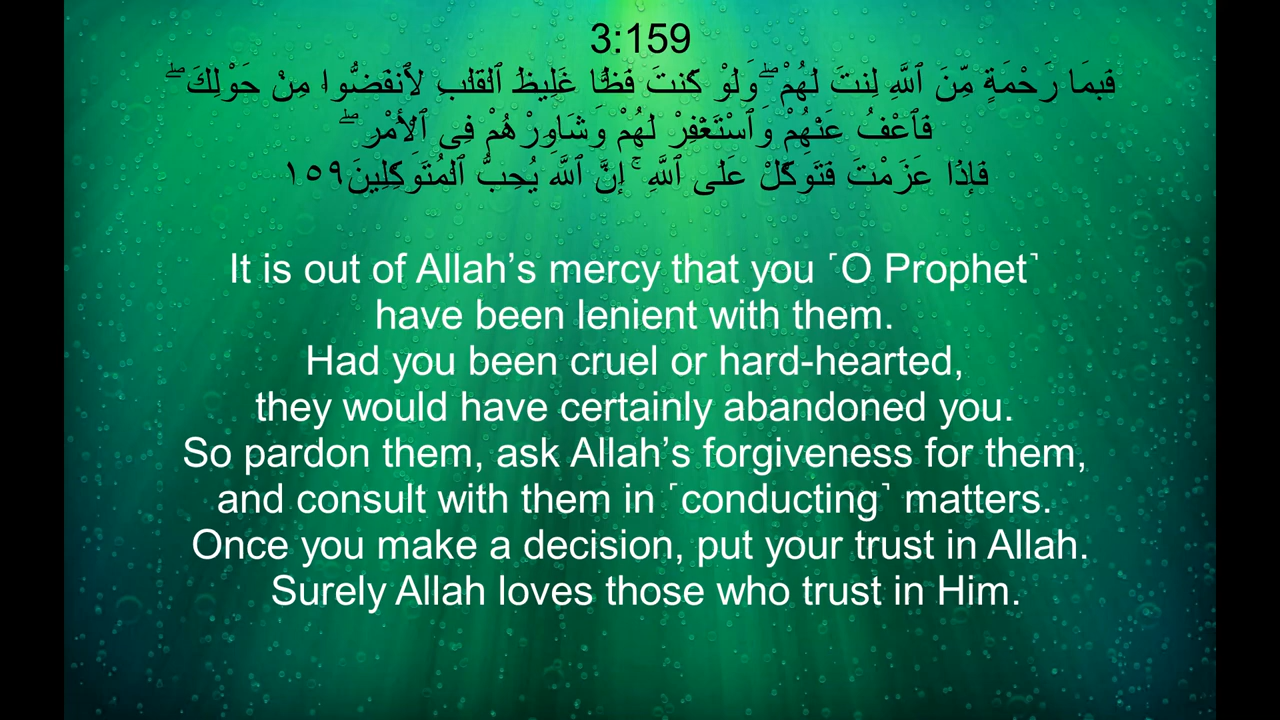 3:159
فَبِمَا رَحْمَةٍ مِّنَ ٱللَّهِ لِنتَ لَهُمْ ۖ وَلَوْ كُنتَ فَظًّا غَلِيظَ ٱلْقَلْبِ لَٱنفَضُّوا۟ مِنْ حَوْلِكَ ۖ
فَٱعْفُ عَنْهُمْ وَٱسْتَغْفِرْ لَهُمْ وَشَاوِرْهُمْ فِى ٱلْأَمْرِ ۖ
فَإِذَا عَزَمْتَ فَتَوَكَّلْ عَلَى ٱللَّهِ ۚ إِنَّ ٱللَّهَ يُحِبُّ ٱلْمُتَوَكِّلِينَ ١٥٩
It is out of Allah’s mercy that you ˹O Prophet˺
have been lenient with them.
Had you been cruel or hard-hearted,
they would have certainly abandoned you.
So pardon them, ask Allah’s forgiveness for them,
and consult with them in ˹conducting˺ matters.
Once you make a decision, put your trust in Allah.
Surely Allah loves those who trust in Him.